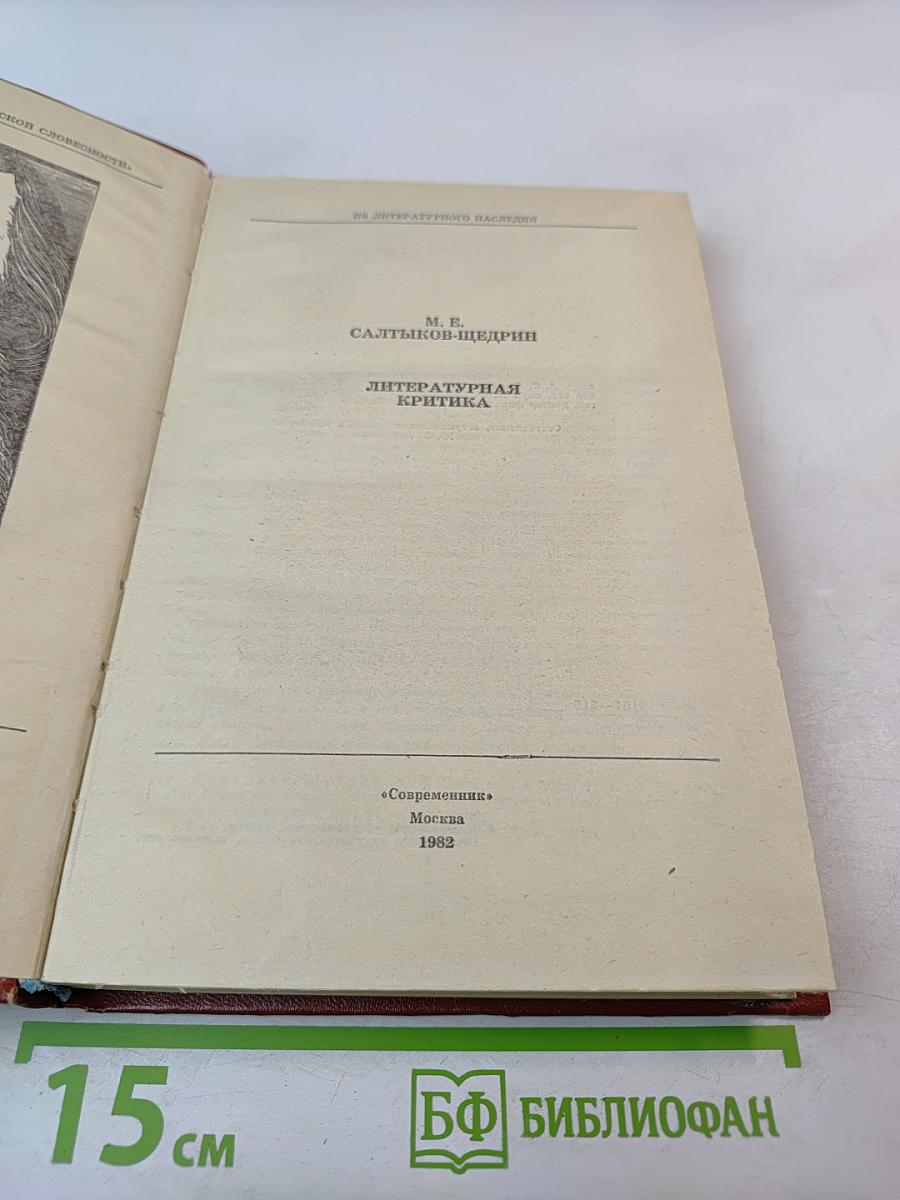 СКОЙ СЛОВЕСНОСТИ»
ИЗ ЛИТЕРАТУРНОГО НАСЛЕДИЯ
М. Е.
САЛТЫКОВ-ЩЕДРИН
ЛИТЕРАТУРНАЯ
КРИТИКА
«Современник»
Москва
1982
15 см
БФ БИБЛИОФАН